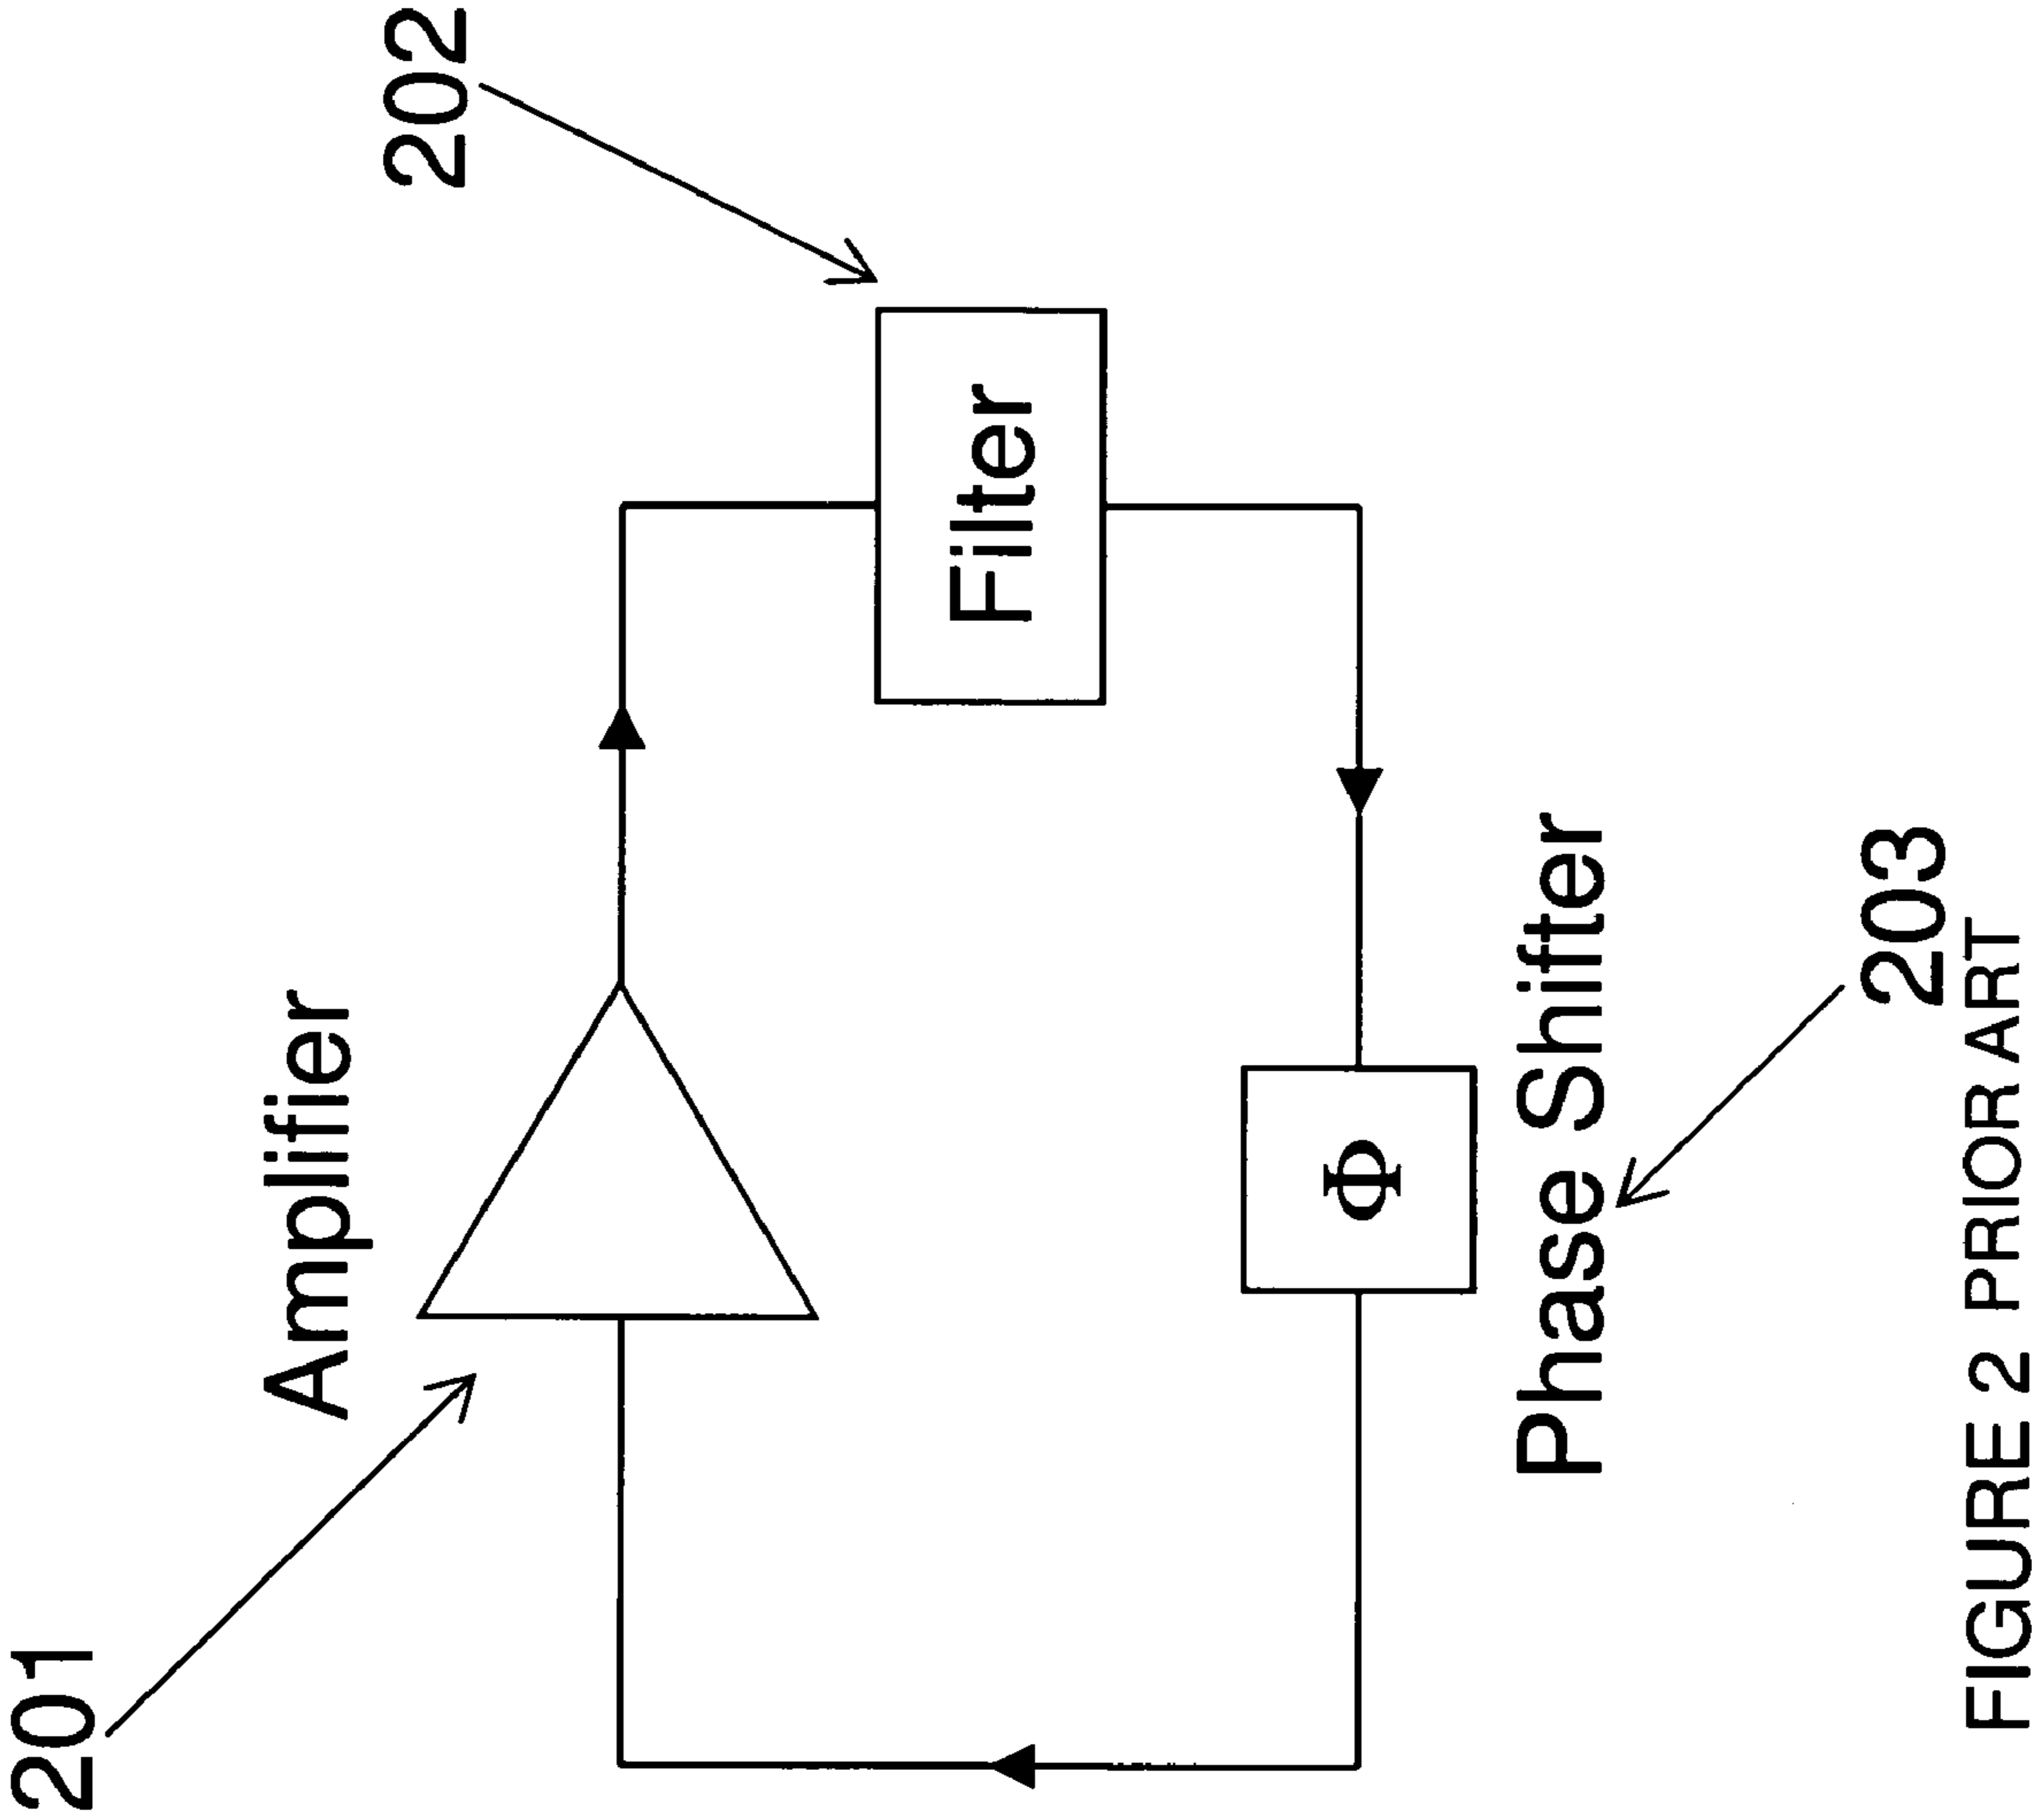 201
Amplifier
202
Filter
Φ
Phase Shifter
203
FIGURE 2 PRIOR ART